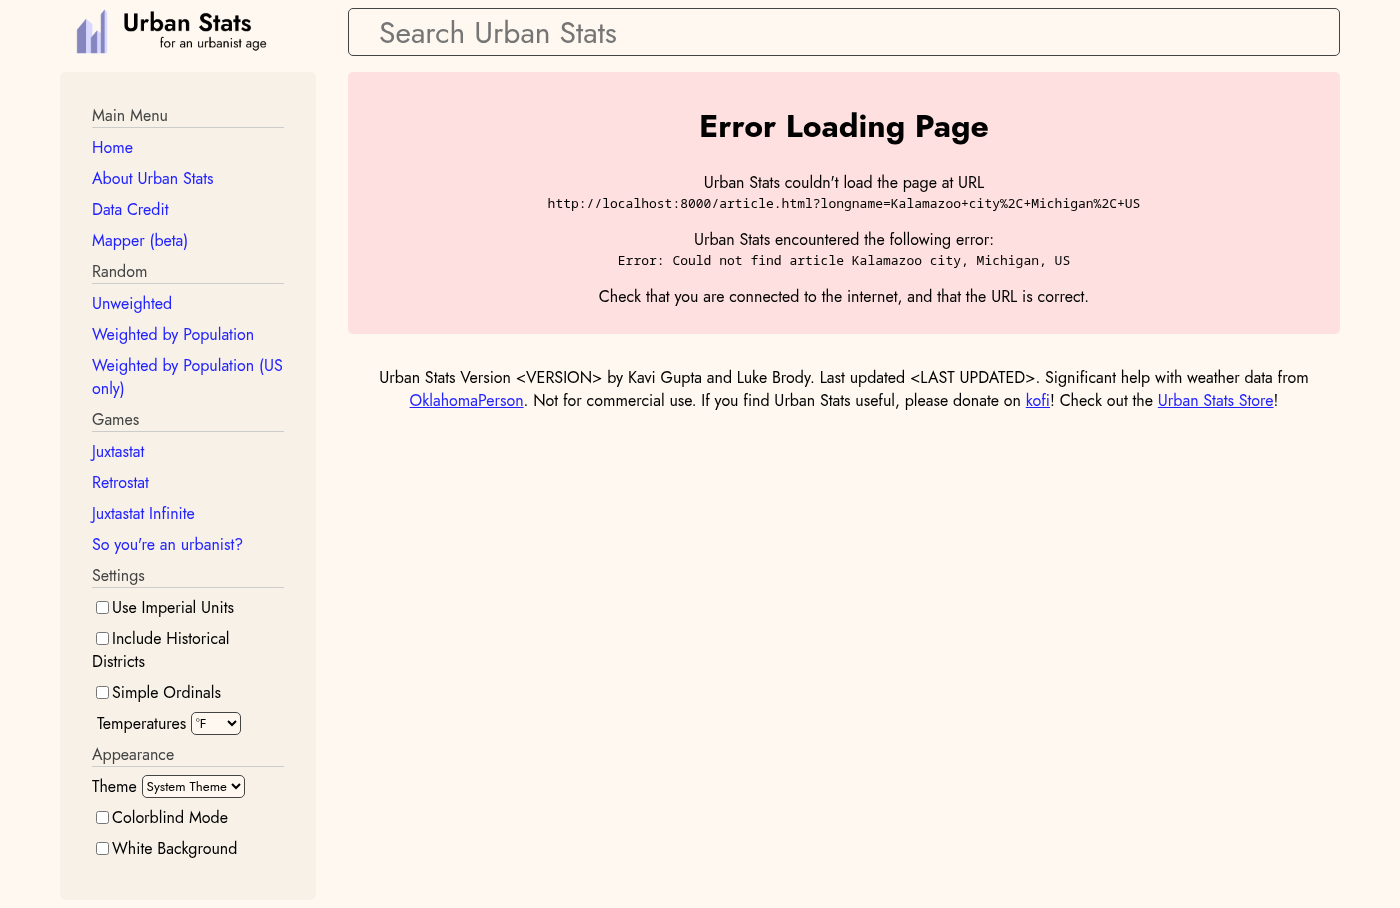 Urban Stats
for an urbanist age
Search Urban Stats
Main Menu
Home
About Urban Stats
Data Credit
Mapper (beta)
Random
Unweighted
Weighted by Population
Weighted by Population (US
only)
Games
Juxtastat
Retrostat
Juxtastat Infinite
So you're an urbanist?
Settings
Use Imperial Units
Include Historical
Districts
Simple Ordinals
Temperatures °F
Appearance
Theme System Theme
Colorblind Mode
White Background
Error Loading Page
Urban Stats couldn't load the page at URL
http://localhost:8000/article.html?longname=Kalamazoo+city%2C+Michigan%2C+US
Urban Stats encountered the following error:
Error: Could not find article Kalamazoo city, Michigan, US
Check that you are connected to the internet, and that the URL is correct.
Urban Stats Version <VERSION> by Kavi Gupta and Luke Brody. Last updated <LAST UPDATED>. Significant help with weather data from
OklahomaPerson. Not for commercial use. If you find Urban Stats useful, please donate on kofi! Check out the Urban Stats Store!